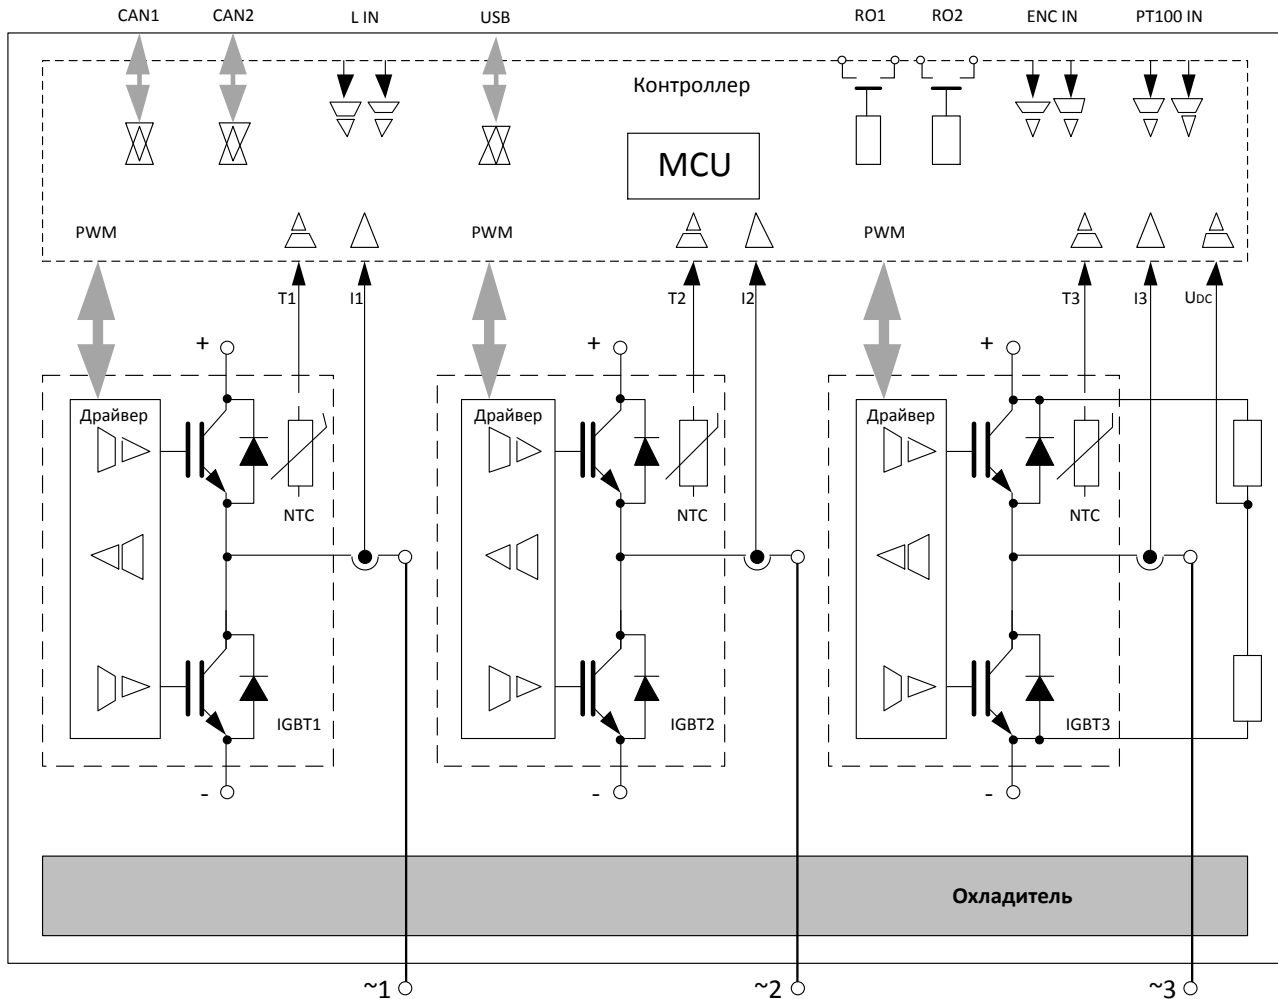 CAN1 CAN2 L IN USB RO1 RO2 ENC IN PT100 IN
Контроллер
MCU
PWM PWM PWM
T1 I1 T2 I2 T3 I3 UDC
+ + +
Драйвер Драйвер Драйвер
NTC NTC NTC
IGBT1 IGBT2 IGBT3
- - -
Охладитель
~1 ~2 ~3